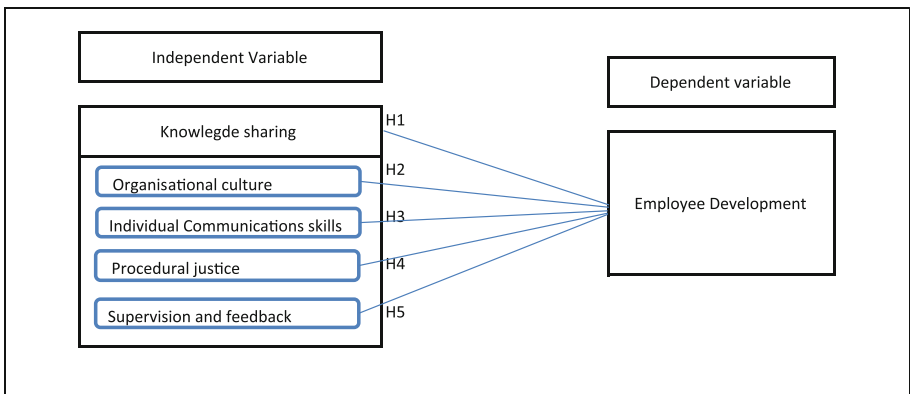 Independent Variable
Dependent variable
Knowlegde sharing
H1
H2
Organisational culture
H3
Individual Communications skills
Employee Development
H4
Procedural justice
H5
Supervision and feedback